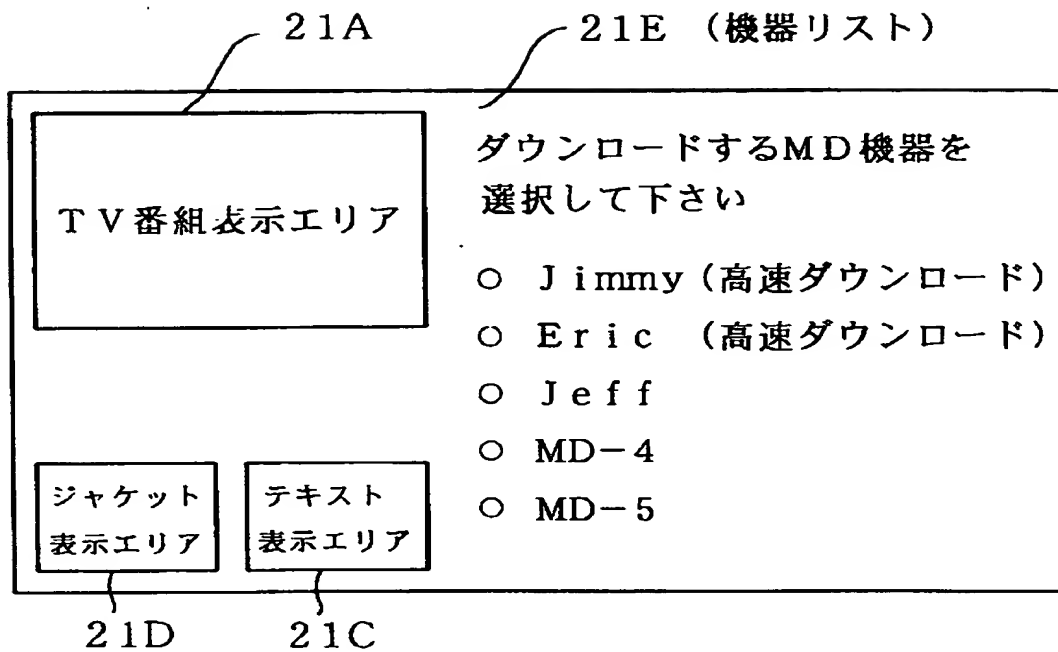 21A
21E (機器リスト)
TV番組表示エリア
ダウンロードするMD機器を
選択して下さい
○ Jimmy(高速ダウンロード)
○ Eric (高速ダウンロード)
○ Jeff
○ MD-4
○ MD-5
ジャケット
表示エリア
テキスト
表示エリア
21D
21C